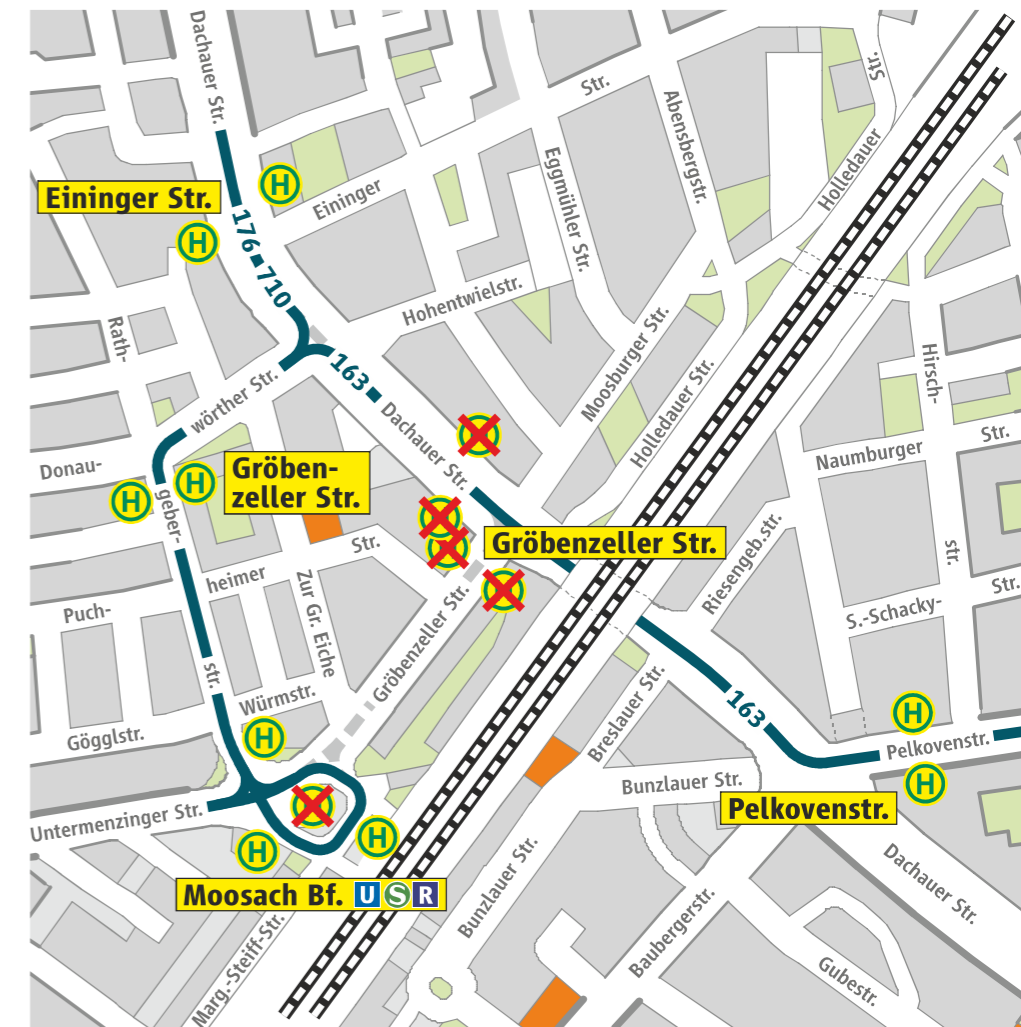 Dachauer Str.
Str.
Str.
Abensbergstr.
Holledauer
Eggmühler Str.
H
Eininger
Eininger Str.
H
176 710
Hohentwielstr.
Rath-
163
Moosburger Str.
Holledauer Str.
Hirsch-
wörther Str.
Dachauer Str.
Donau-
Gröben-
zeller Str.
H
H
geber-
Naumburger
Str.
Gröbenzeller Str.
Str.
heimer
Zur Gr. Eiche
Puch-
Gröbenzeller Str.
Riesengeb.str.
str.
Str.
S.-Schacky-
str.
Würmstr.
Gögglstr.
H
Breslauer Str.
163
H
Pelkovenstr.
H
Bunzlauer Str.
Pelkovenstr.
Untermenzinger Str.
H
H
Moosach Bf. U S R
Bunzlauer Str.
Marg.-Steiff-Str.
Baubergerstr.
Dachauer Str.
Gubestr.